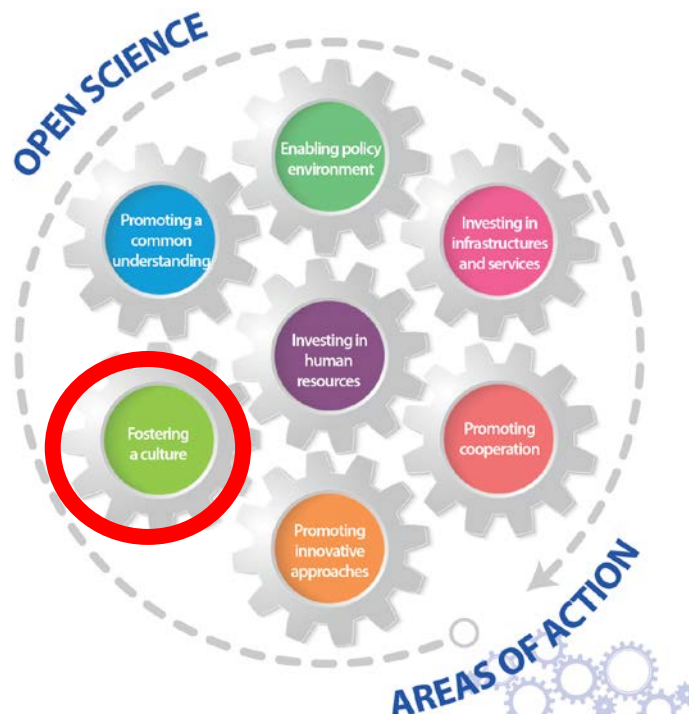 OPEN SCIENCE
Enabling policy
environment
Promoting a
common
understanding
Investing in
infrastructures
and services
Investing in
human
resources
Fostering
a culture
Promoting
cooperation
Promoting
innovative
approaches
AREAS OF ACTION